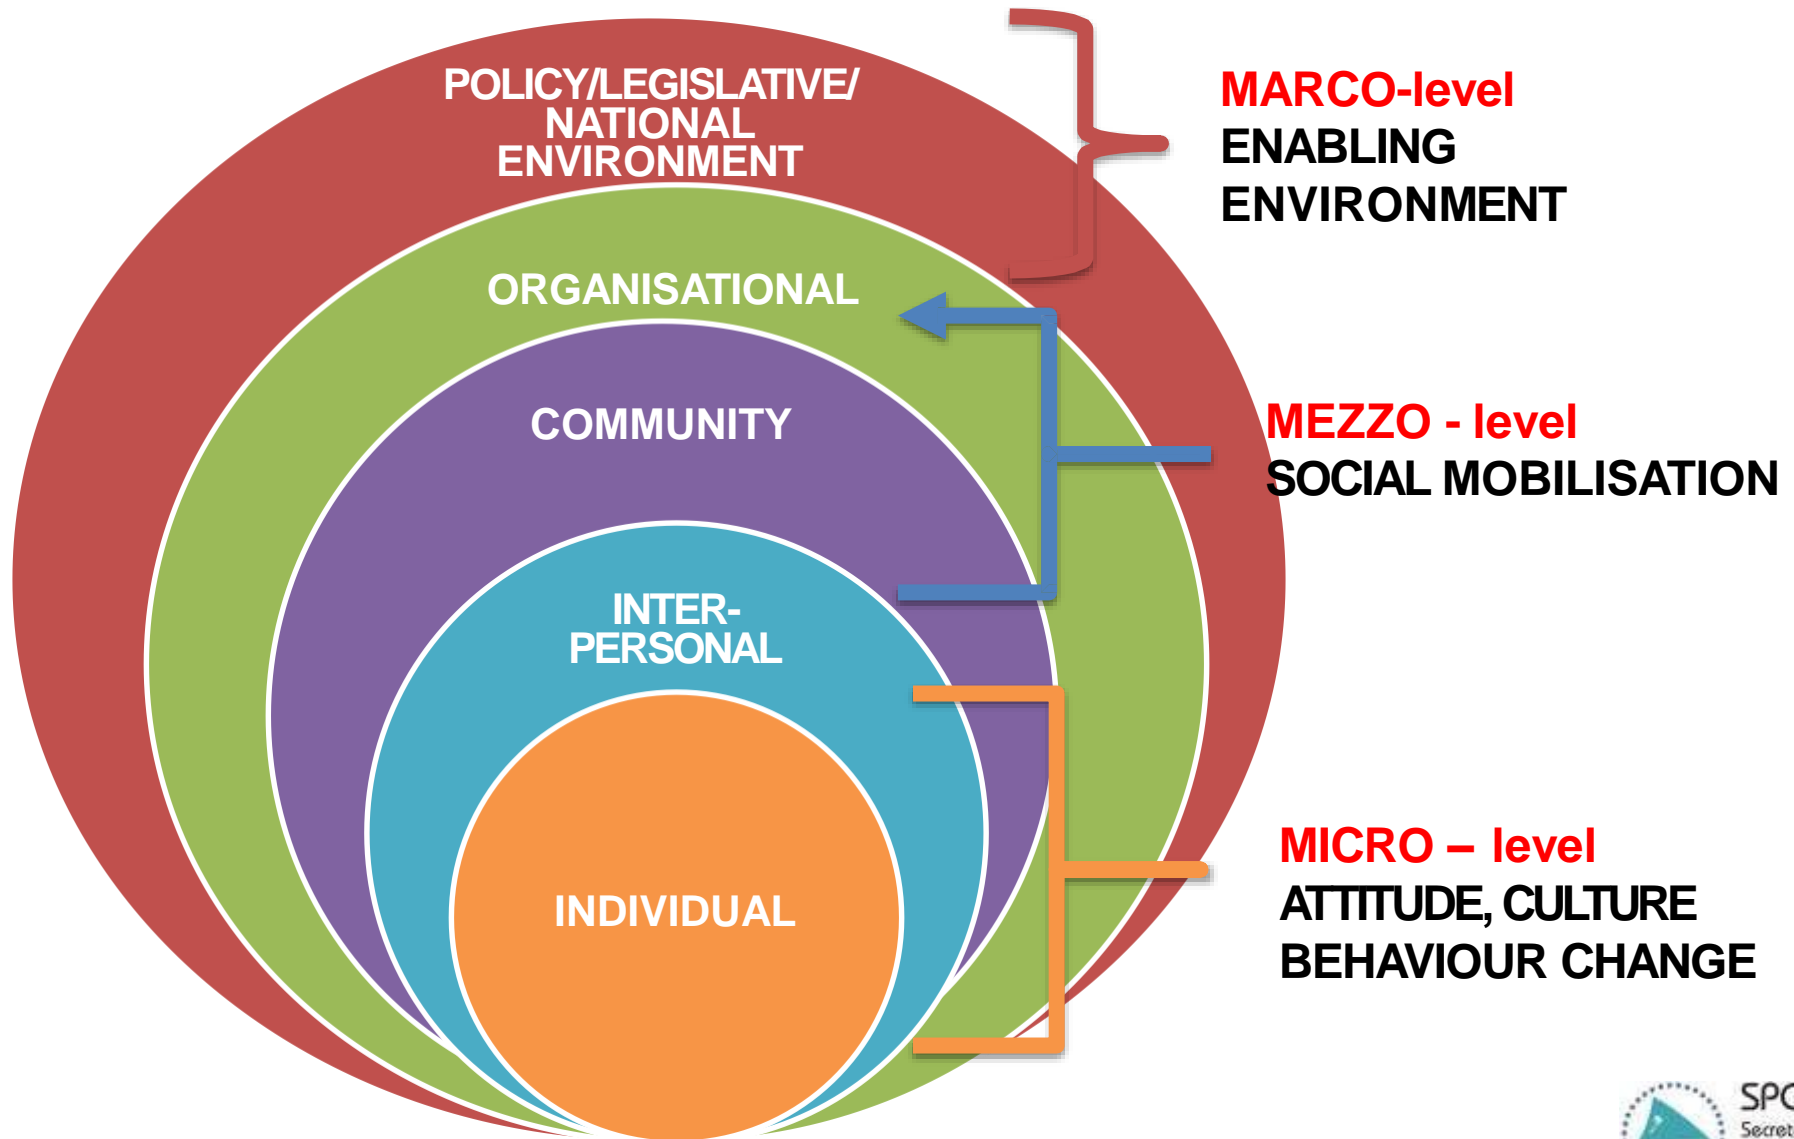 POLICY/LEGISLATIVE/
NATIONAL
ENVIRONMENT
MARCO-level
ENABLING
ENVIRONMENT
ORGANISATIONAL
COMMUNITY
MEZZO - level
SOCIAL MOBILISATION
INTER-
PERSONAL
MICRO – level
ATTITUDE, CULTURE
BEHAVIOUR CHANGE
INDIVIDUAL